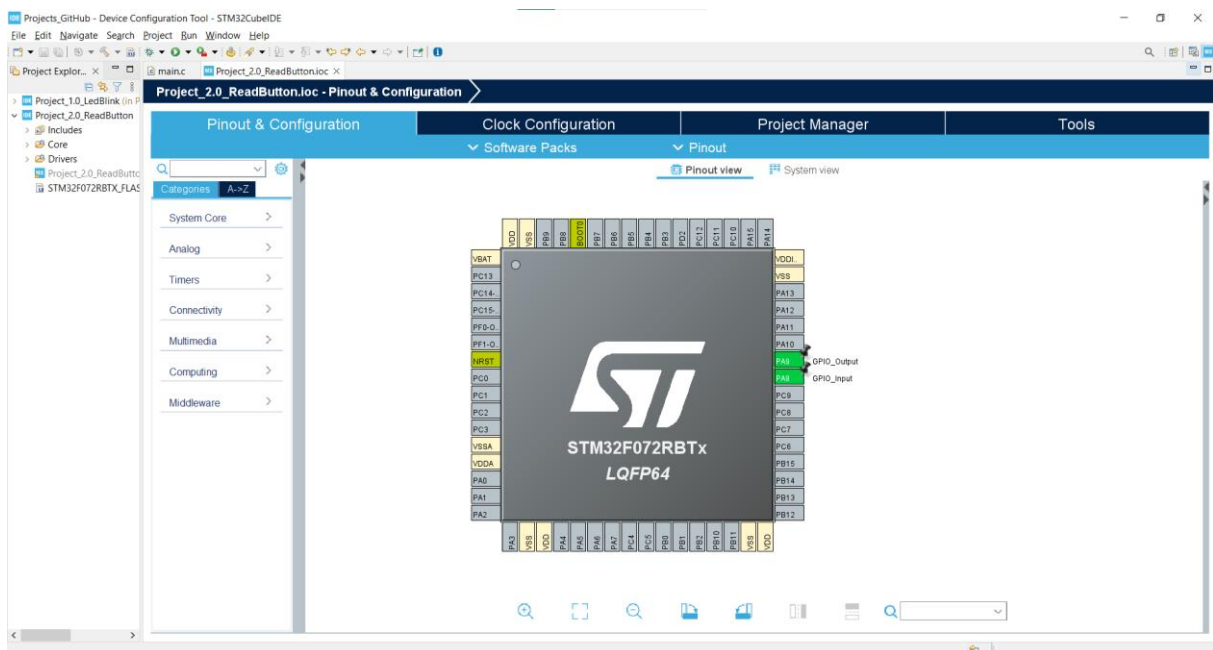 Projects_GitHub - Device Configuration Tool - STM32CubeIDE
File Edit Navigate Search Project Run Window Help
Project Explor...
main.c
Project_2.0_ReadButton.ioc
Project_2.0_ReadButton.ioc - Pinout & Configuration
Project_1.0_LedBlink (in P
Project_2.0_ReadButton
Includes
Core
Drivers
Project_2.0_ReadButto
STM32F072RBTX_FLAS
Pinout & Configuration
Clock Configuration
Project Manager
Tools
Software Packs
Pinout
Pinout view
System view
Categories
A->Z
System Core
Analog
Timers
Connectivity
Multimedia
Computing
Middleware
VDD
VSS
PB9
PB8
BOOT0
PB7
PB6
PB5
PB4
PB3
PD2
PC12
PC11
PC10
PA15
PA14
VBAT
PC13
PC14-.
PC15-.
PF0-O.
PF1-O.
NRST
PC0
PC1
PC2
PC3
VSSA
VDDA
PA0
PA1
PA2
STM32F072RBTx
LQFP64
VDDI..
VSS
PA13
PA12
PA11
PA10
PA9 GPIO_Output
PA8 GPIO_Input
PC9
PC8
PC7
PC6
PB15
PB14
PB13
PB12
PA3
VSS
VDD
PA4
PA5
PA6
PA7
PC4
PC5
PB0
PB1
PB2
PB10
PB11
VSS
VDD